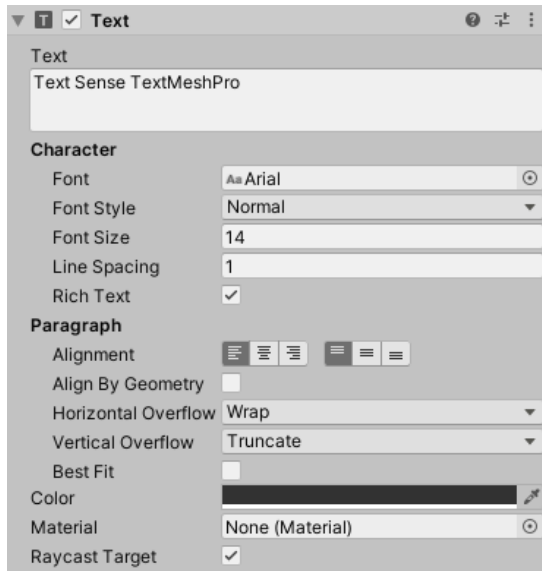 Text
Text
Text Sense TextMeshPro
Character
Font Aa Arial
Font Style Normal
Font Size 14
Line Spacing 1
Rich Text
Paragraph
Alignment
Align By Geometry
Horizontal Overflow Wrap
Vertical Overflow Truncate
Best Fit
Color
Material None (Material)
Raycast Target